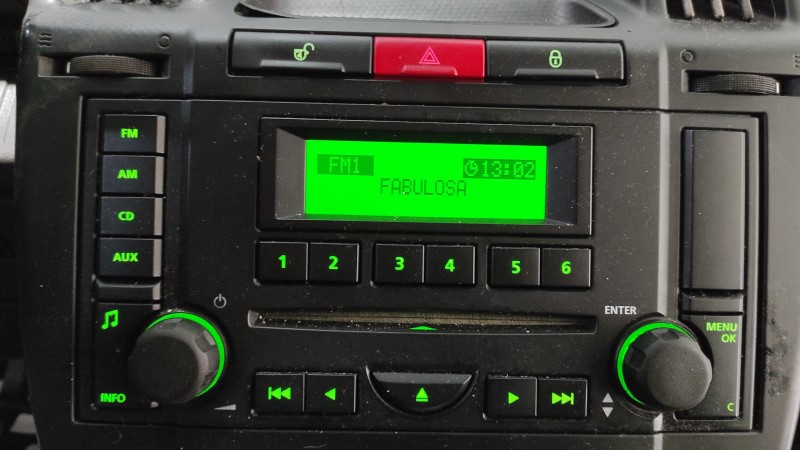 FM
AM
CD
AUX
FM1
13:02
FABULOSA
1
2
3
4
5
6
ENTER
MENU
OK
INFO
C